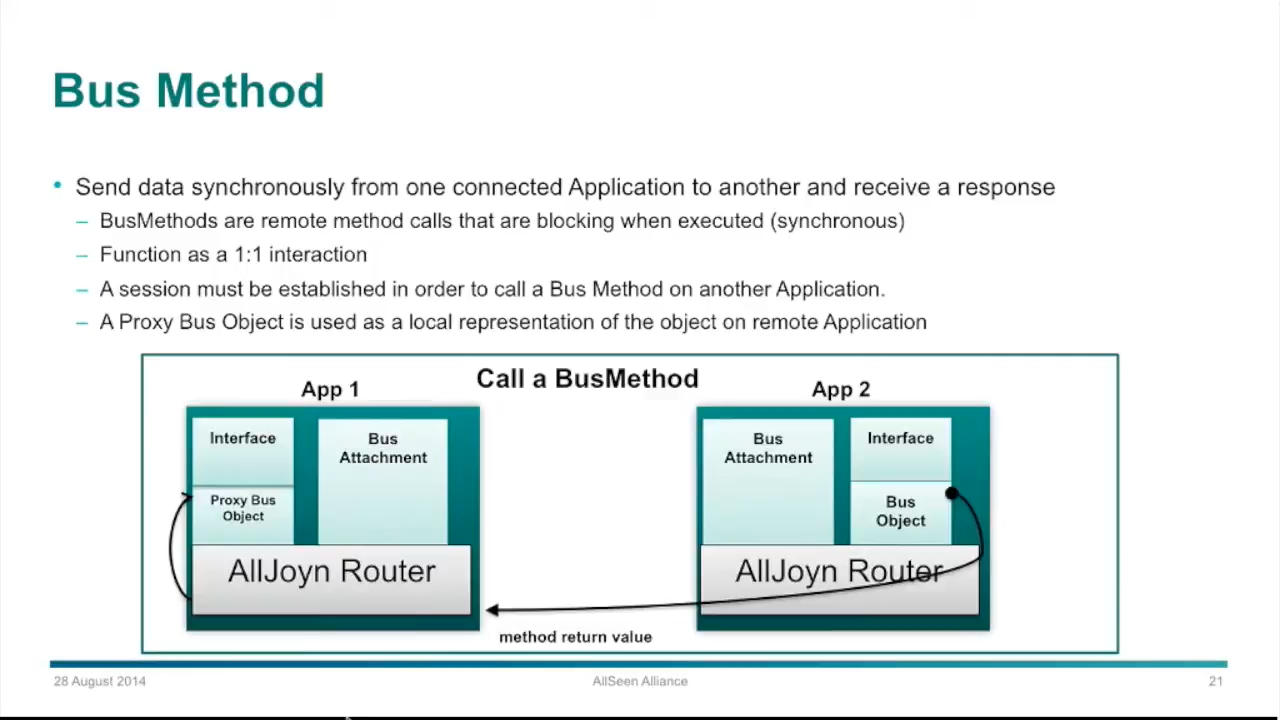 Bus Method
• Send data synchronously from one connected Application to another and receive a response
– BusMethods are remote method calls that are blocking when executed (synchronous)
– Function as a 1:1 interaction
– A session must be established in order to call a Bus Method on another Application.
– A Proxy Bus Object is used as a local representation of the object on remote Application
Call a BusMethod
App 1
Interface
Bus
Attachment
Proxy Bus
Object
AllJoyn Router
App 2
Bus
Attachment
Interface
Bus
Object
AllJoyn Router
method return value
28 August 2014
AllSeen Alliance
21